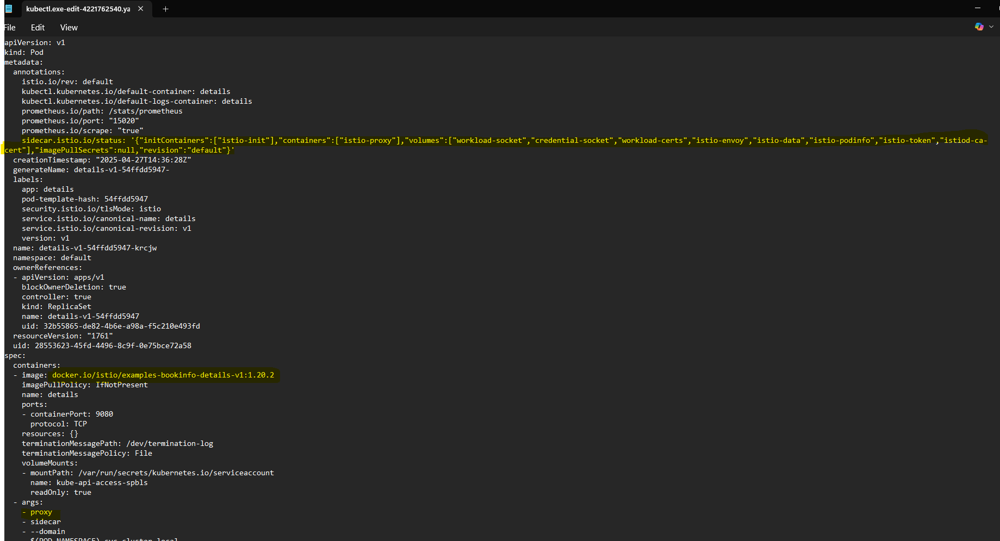 kubectl.exe-edit-4221762540.ya
File Edit View
apiVersion: v1
kind: Pod
metadata:
  annotations:
    istio.io/rev: default
    kubectl.kubernetes.io/default-container: details
    kubectl.kubernetes.io/default-logs-container: details
    prometheus.io/path: /stats/prometheus
    prometheus.io/port: "15020"
    prometheus.io/scrape: "true"
    sidecar.istio.io/status: '{"initContainers":["istio-init"],"containers":["istio-proxy"],"volumes":["workload-socket","credential-socket","workload-certs","istio-envoy","istio-data","istio-podinfo","istio-token","istiod-ca-
cert"],"imagePullSecrets":null,"revision":"default"}'
  creationTimestamp: "2025-04-27T14:36:28Z"
  generateName: details-v1-54ffdd5947-
  labels:
    app: details
    pod-template-hash: 54ffdd5947
    security.istio.io/tlsMode: istio
    service.istio.io/canonical-name: details
    service.istio.io/canonical-revision: v1
    version: v1
  name: details-v1-54ffdd5947-krcjw
  namespace: default
  ownerReferences:
  - apiVersion: apps/v1
    blockOwnerDeletion: true
    controller: true
    kind: ReplicaSet
    name: details-v1-54ffdd5947
    uid: 32b55865-de82-4b6e-a98a-f5c210e493fd
  resourceVersion: "1761"
  uid: 28553623-45fd-4496-8c9f-0e75bce72a58
spec:
  containers:
  - image: docker.io/istio/examples-bookinfo-details-v1:1.20.2
    imagePullPolicy: IfNotPresent
    name: details
    ports:
    - containerPort: 9080
      protocol: TCP
    resources: {}
    terminationMessagePath: /dev/termination-log
    terminationMessagePolicy: File
    volumeMounts:
    - mountPath: /var/run/secrets/kubernetes.io/serviceaccount
      name: kube-api-access-spbls
      readOnly: true
  - args:
    - proxy
    - sidecar
    - --domain
    - $(POD_NAMESPACE).svc.cluster.local